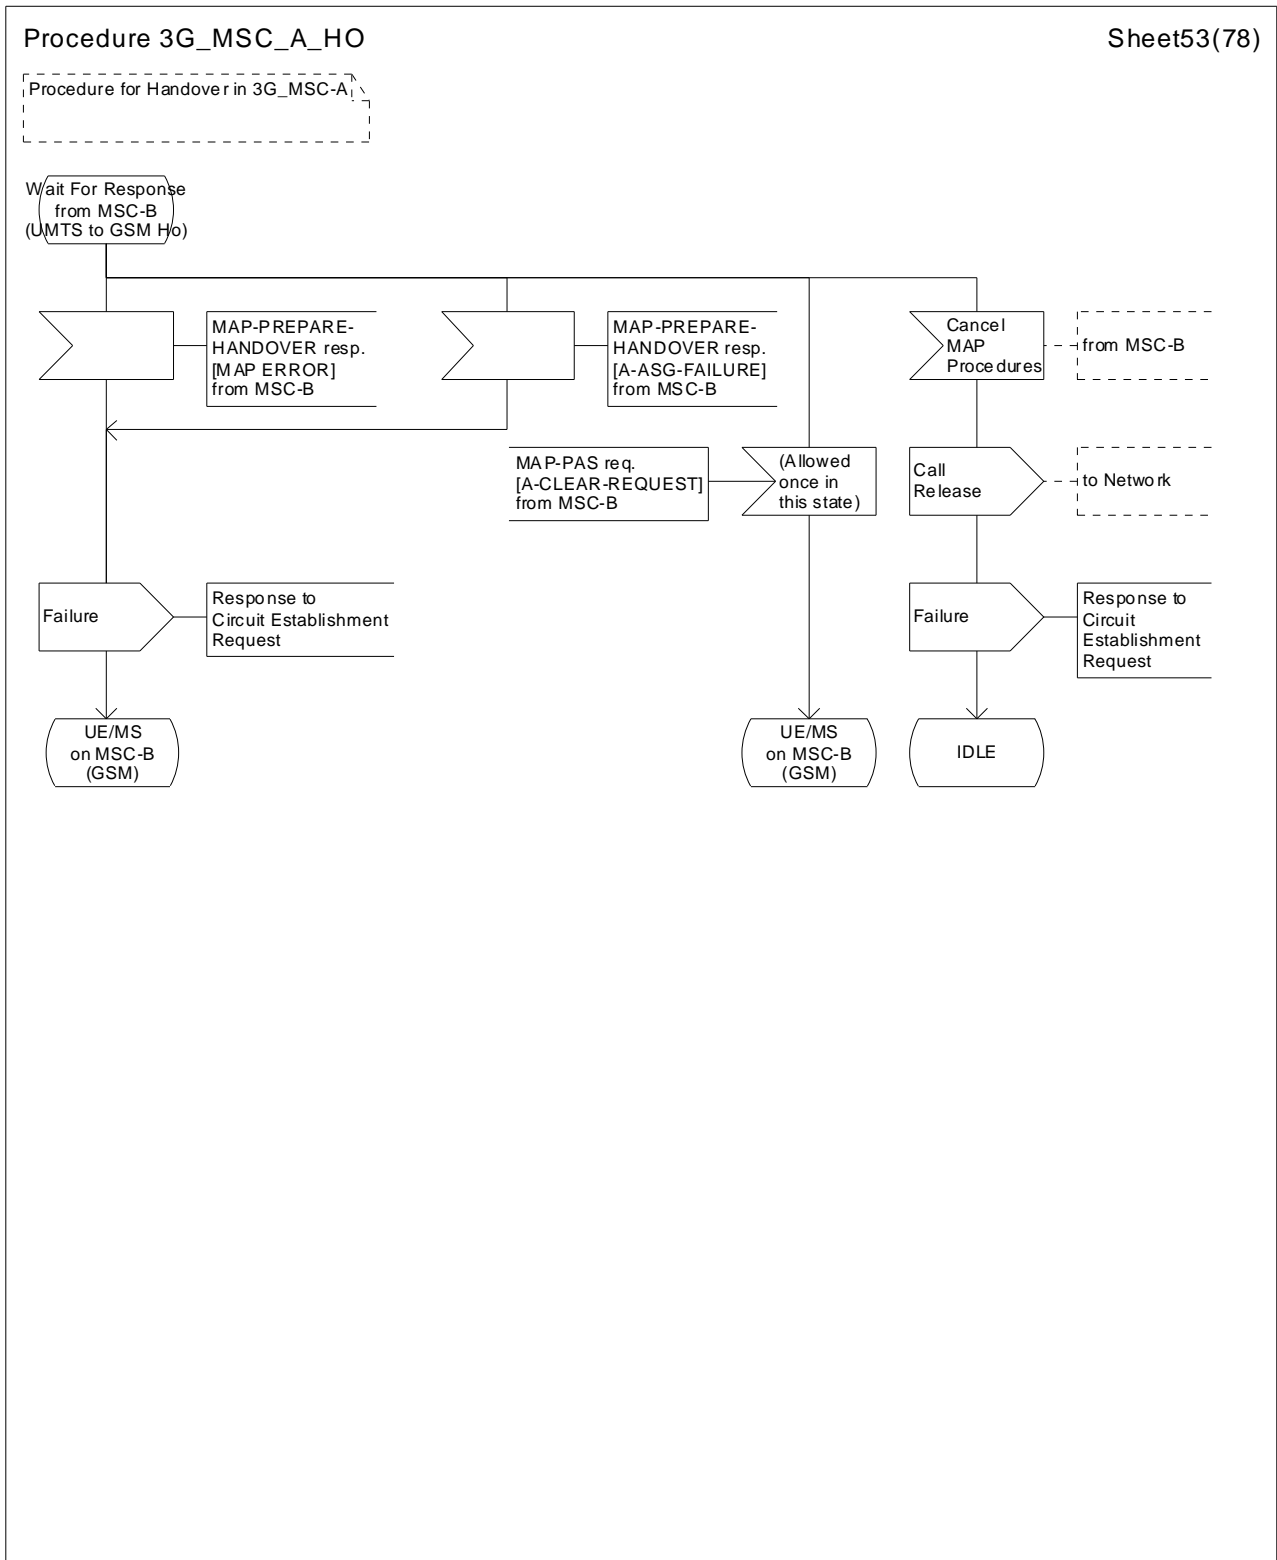 Procedure 3G_MSC_A_HO
Sheet53(78)
Procedure for Handover in 3G_MSC-A
Wait For Response
from MSC-B
(UMTS to GSM Ho)
MAP-PREPARE-
HANDOVER resp.
[MAP ERROR]
from MSC-B
MAP-PREPARE-
HANDOVER resp.
[A-ASG-FAILURE]
from MSC-B
Cancel
MAP
Procedures
from MSC-B
MAP-PAS req.
[A-CLEAR-REQUEST]
from MSC-B
(Allowed
once in
this state)
Call
Release
to Network
Failure
Response to
Circuit Establishment
Request
Failure
Response to
Circuit
Establishment
Request
UE/MS
on MSC-B
(GSM)
UE/MS
on MSC-B
(GSM)
IDLE